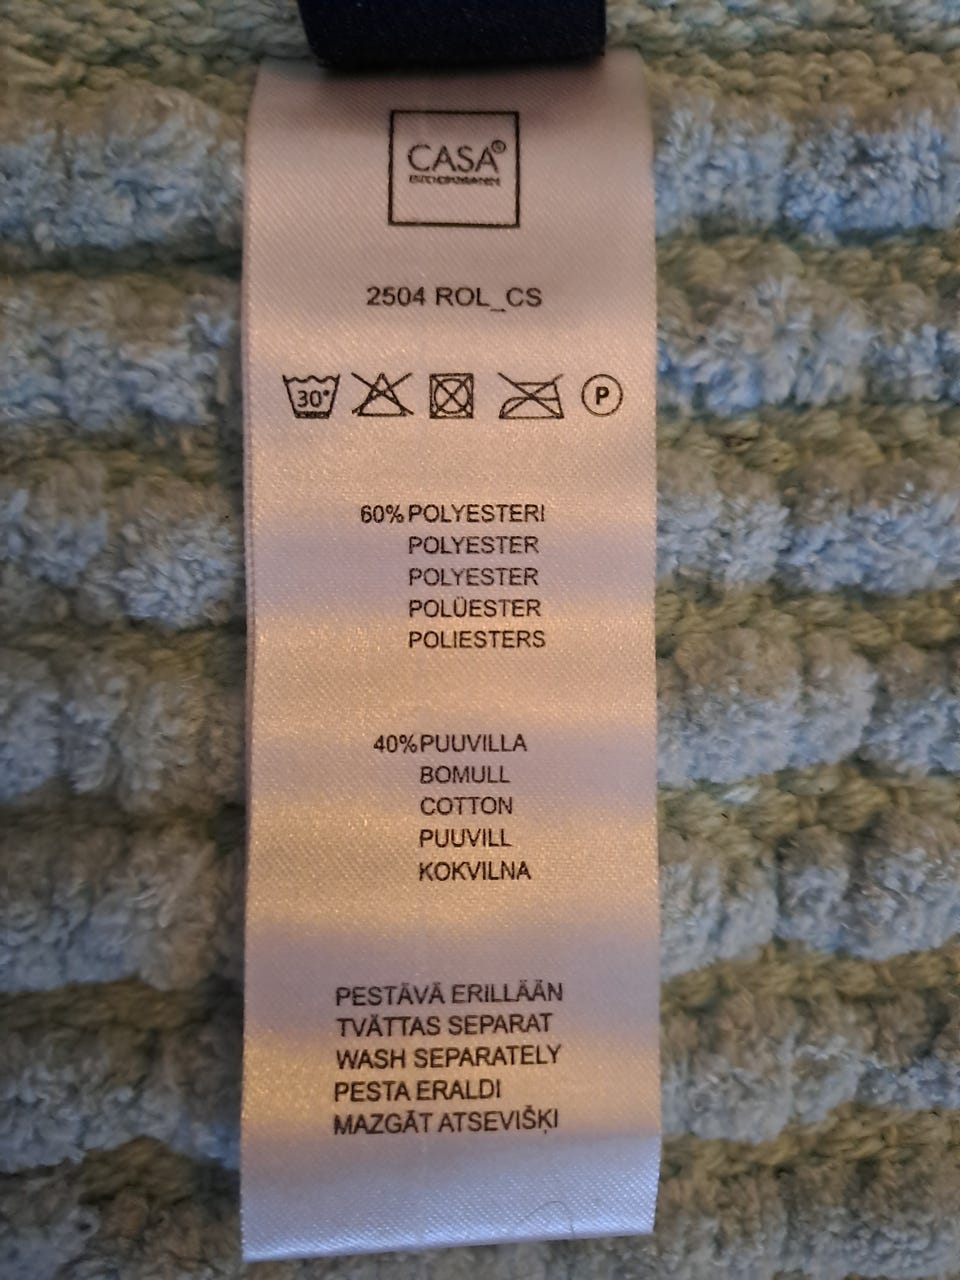 CASA®
2504 ROL_CS
30°
P
60% POLYESTERI
POLYESTER
POLYESTER
POLÜESTER
POLIESTERS
40% PUUVILLA
BOMULL
COTTON
PUUVILL
KOKVILNA
PESTÄVÄ ERILLÄÄN
TVÄTTAS SEPARAT
WASH SEPARATELY
PESTA ERALDI
MAZGĀT ATSEVIŠĶI